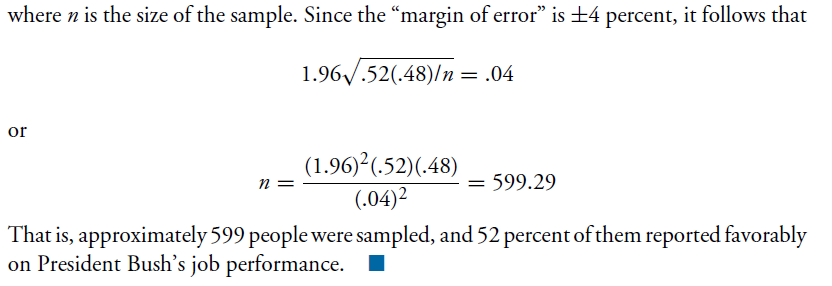 where n is the size of the sample. Since the “margin of error” is ±4 percent, it follows that
1.96√.52(.48)/n = .04
or
n = (1.96)²(.52)(.48) / (.04)² = 599.29
That is, approximately 599 people were sampled, and 52 percent of them reported favorably
on President Bush’s job performance. ■